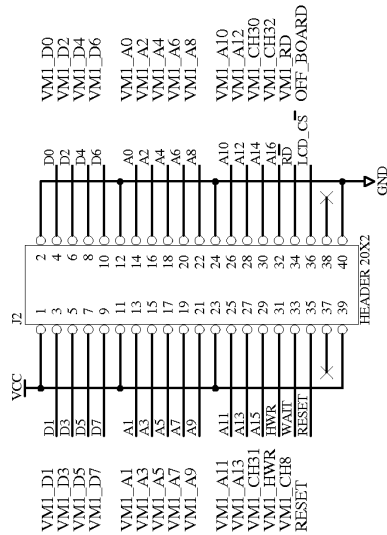 J2
VCC
1 2
VM1_D1 D1 3 4 D0 VM1_D0
VM1_D3 D3 5 6 D2 VM1_D2
VM1_D5 D5 7 8 D4 VM1_D4
VM1_D7 D7 9 10 D6 VM1_D6
11 12
VM1_A1 A1 13 14 A0 VM1_A0
VM1_A3 A3 15 16 A2 VM1_A2
VM1_A5 A5 17 18 A4 VM1_A4
VM1_A7 A7 19 20 A6 VM1_A6
VM1_A9 A9 21 22 A8 VM1_A8
23 24
VM1_A11 A11 25 26 A10 VM1_A10
VM1_A13 A13 27 28 A12 VM1_A12
VM1_CH31 A15 29 30 A14 VM1_CH30
VM1_HWR HWR 31 32 A16 VM1_CH32
VM1_CH8 WAIT 33 34 RD VM1_RD
RESET RESET 35 36 LCD_CS OFF_BOARD
37 38
39 40
HEADER 20X2
GND